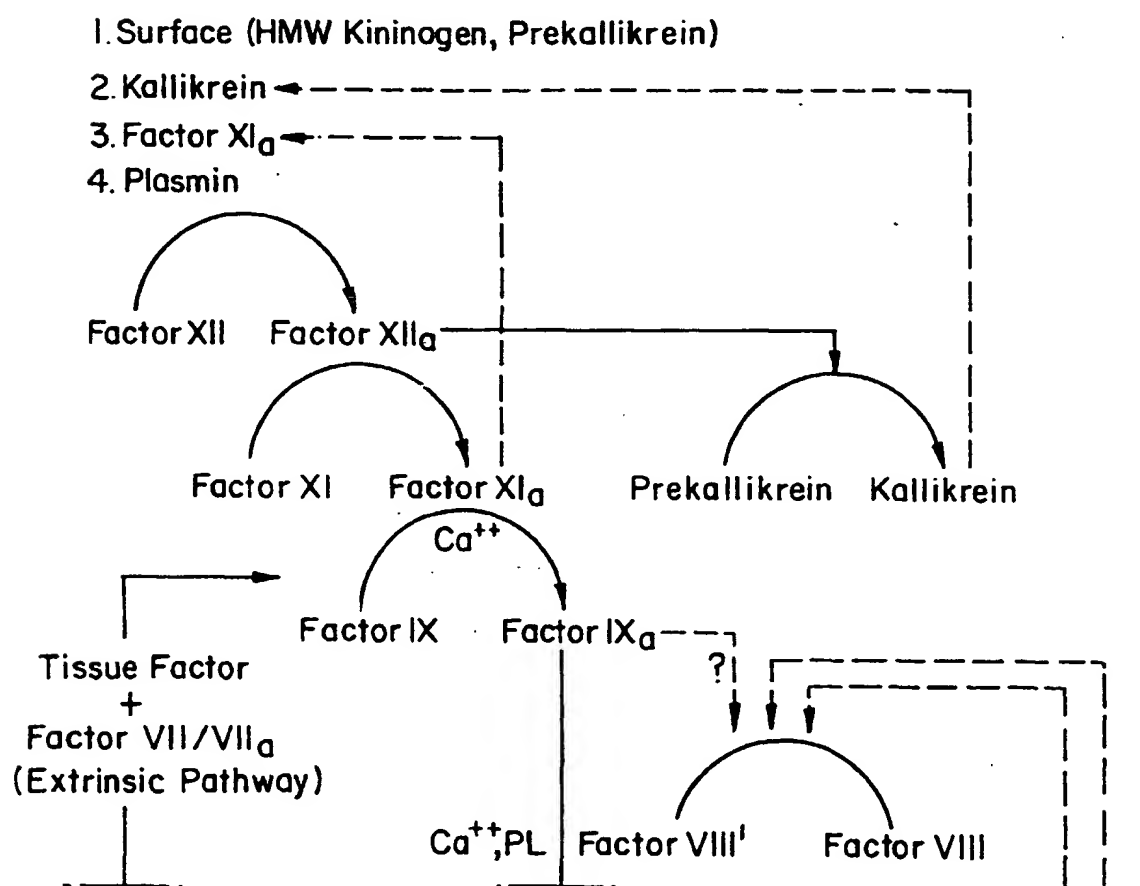 1. Surface (HMW Kininogen, Prekallikrein)
2. Kallikrein
3. Factor XIa
4. Plasmin
Factor XII Factor XIIa
Factor XI Factor XIa Prekallikrein Kallikrein
Ca++
Factor IX Factor IXa
?
Tissue Factor
+
Factor VII/VIIa
(Extrinsic Pathway)
Ca++,PL Factor VIII' Factor VIII